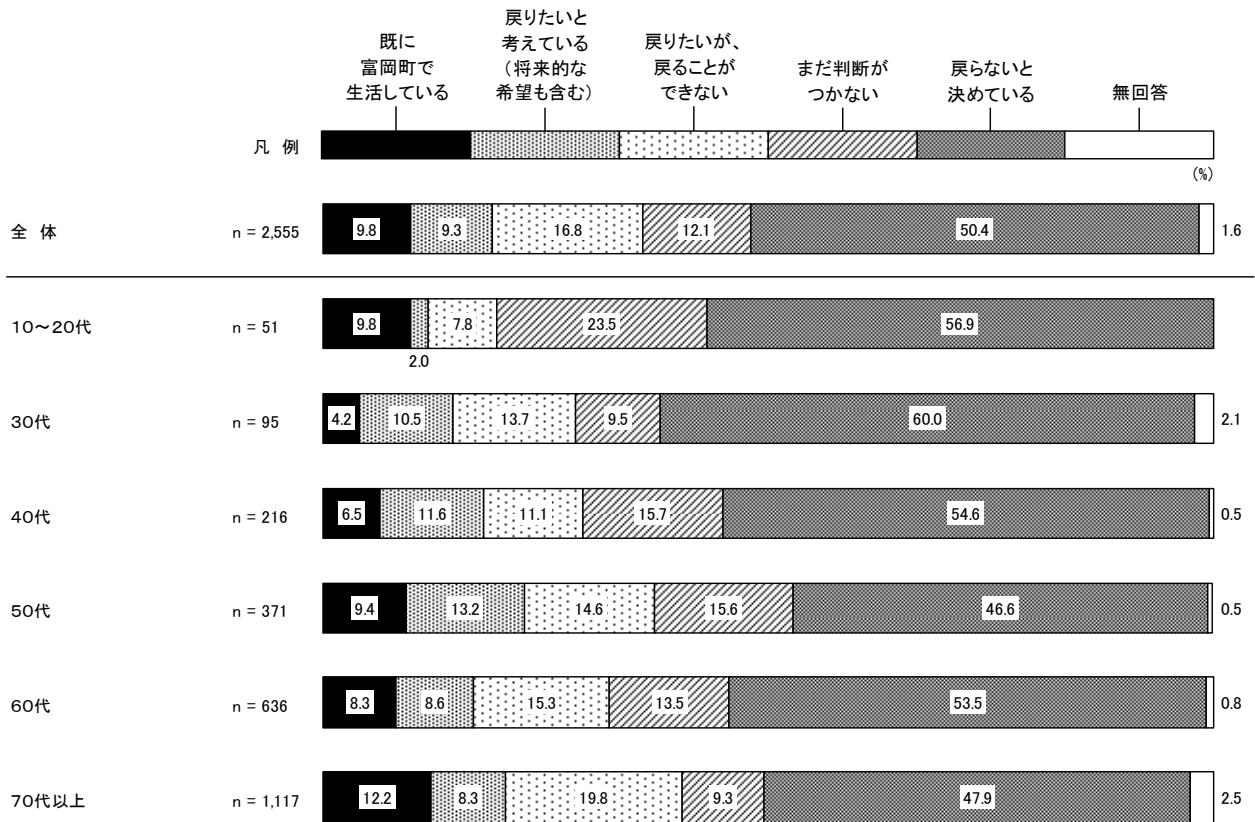 既に
富岡町で
生活している
戻りたいと
考えている
(将来的な
希望も含む)
戻りたいが、
戻ることが
できない
まだ判断が
つかない
戻らないと
決めている
無回答
凡 例
(%)
全 体 n = 2,555 9.8 9.3 16.8 12.1 50.4 1.6
10~20代 n = 51 9.8 2.0 7.8 23.5 56.9
30代 n = 95 4.2 10.5 13.7 9.5 60.0 2.1
40代 n = 216 6.5 11.6 11.1 15.7 54.6 0.5
50代 n = 371 9.4 13.2 14.6 15.6 46.6 0.5
60代 n = 636 8.3 8.6 15.3 13.5 53.5 0.8
70代以上 n = 1,117 12.2 8.3 19.8 9.3 47.9 2.5